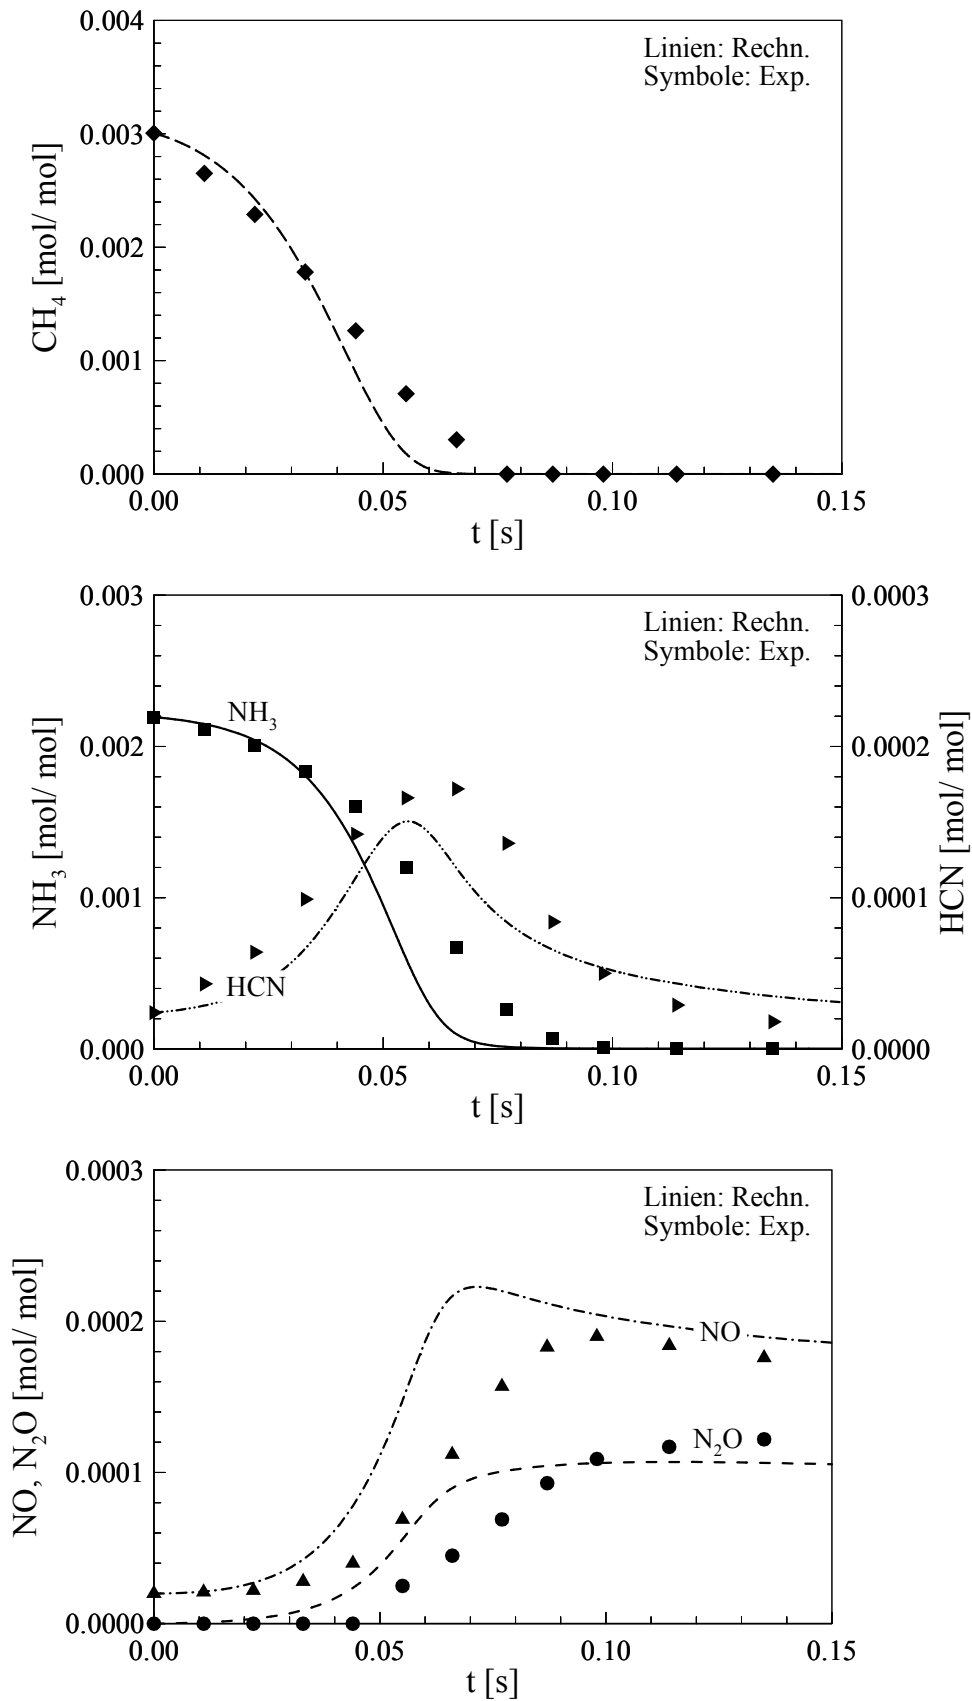 0.004
Linien: Rechn.
Symbole: Exp.
0.003
CH4 [mol/ mol]
0.002
0.001
0.000
0.00 0.05 0.10 0.15
t [s]
0.003 0.0003
Linien: Rechn.
Symbole: Exp.
NH3
0.002 0.0002
NH3 [mol/ mol]
HCN [mol/ mol]
0.001 0.0001
HCN
0.000 0.0000
0.00 0.05 0.10 0.15
t [s]
0.0003
Linien: Rechn.
Symbole: Exp.
NO, N2O [mol/ mol]
0.0002
NO
N2O
0.0001
0.0000
0.00 0.05 0.10 0.15
t [s]